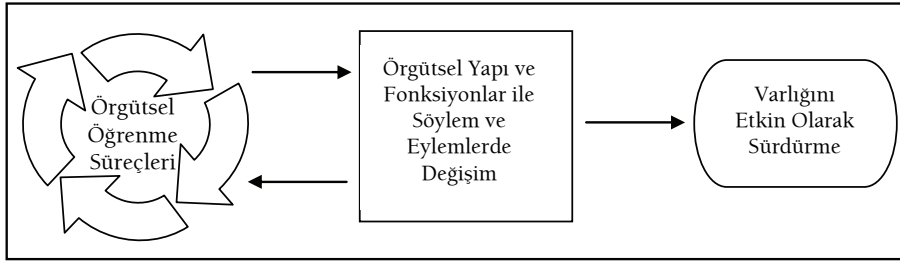 Örgütsel
Öğrenme
Süreçleri
Örgütsel Yapı ve
Fonksiyonlar ile
Söylem ve
Eylemlerde
Değişim
Varlığını
Etkin Olarak
Sürdürme